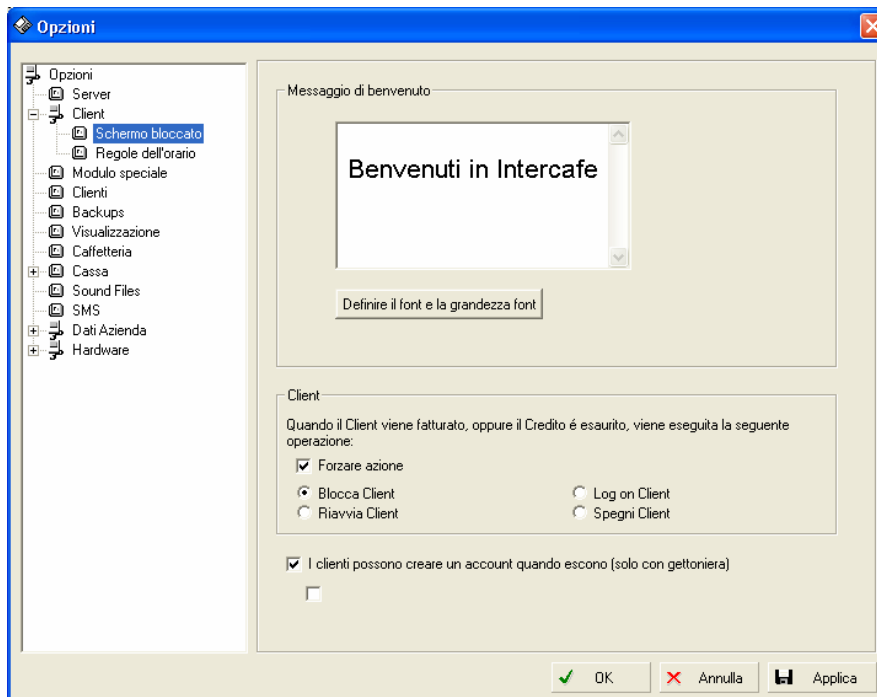 Opzioni
Opzioni
Server
Client
Schermo bloccato
Regole dell'orario
Modulo speciale
Clienti
Backups
Visualizzazione
Caffetteria
Cassa
Sound Files
SMS
Dati Azienda
Hardware
Messaggio di benvenuto
Benvenuti in Intercafe
Definire il font e la grandezza font
Client
Quando il Client viene fatturato, oppure il Credito é esaurito, viene eseguita la seguente
operazione:
Forzare azione
Blocca Client
Log on Client
Riavvia Client
Spegni Client
I clienti possono creare un account quando escono (solo con gettoniera)
OK
Annulla
Applica